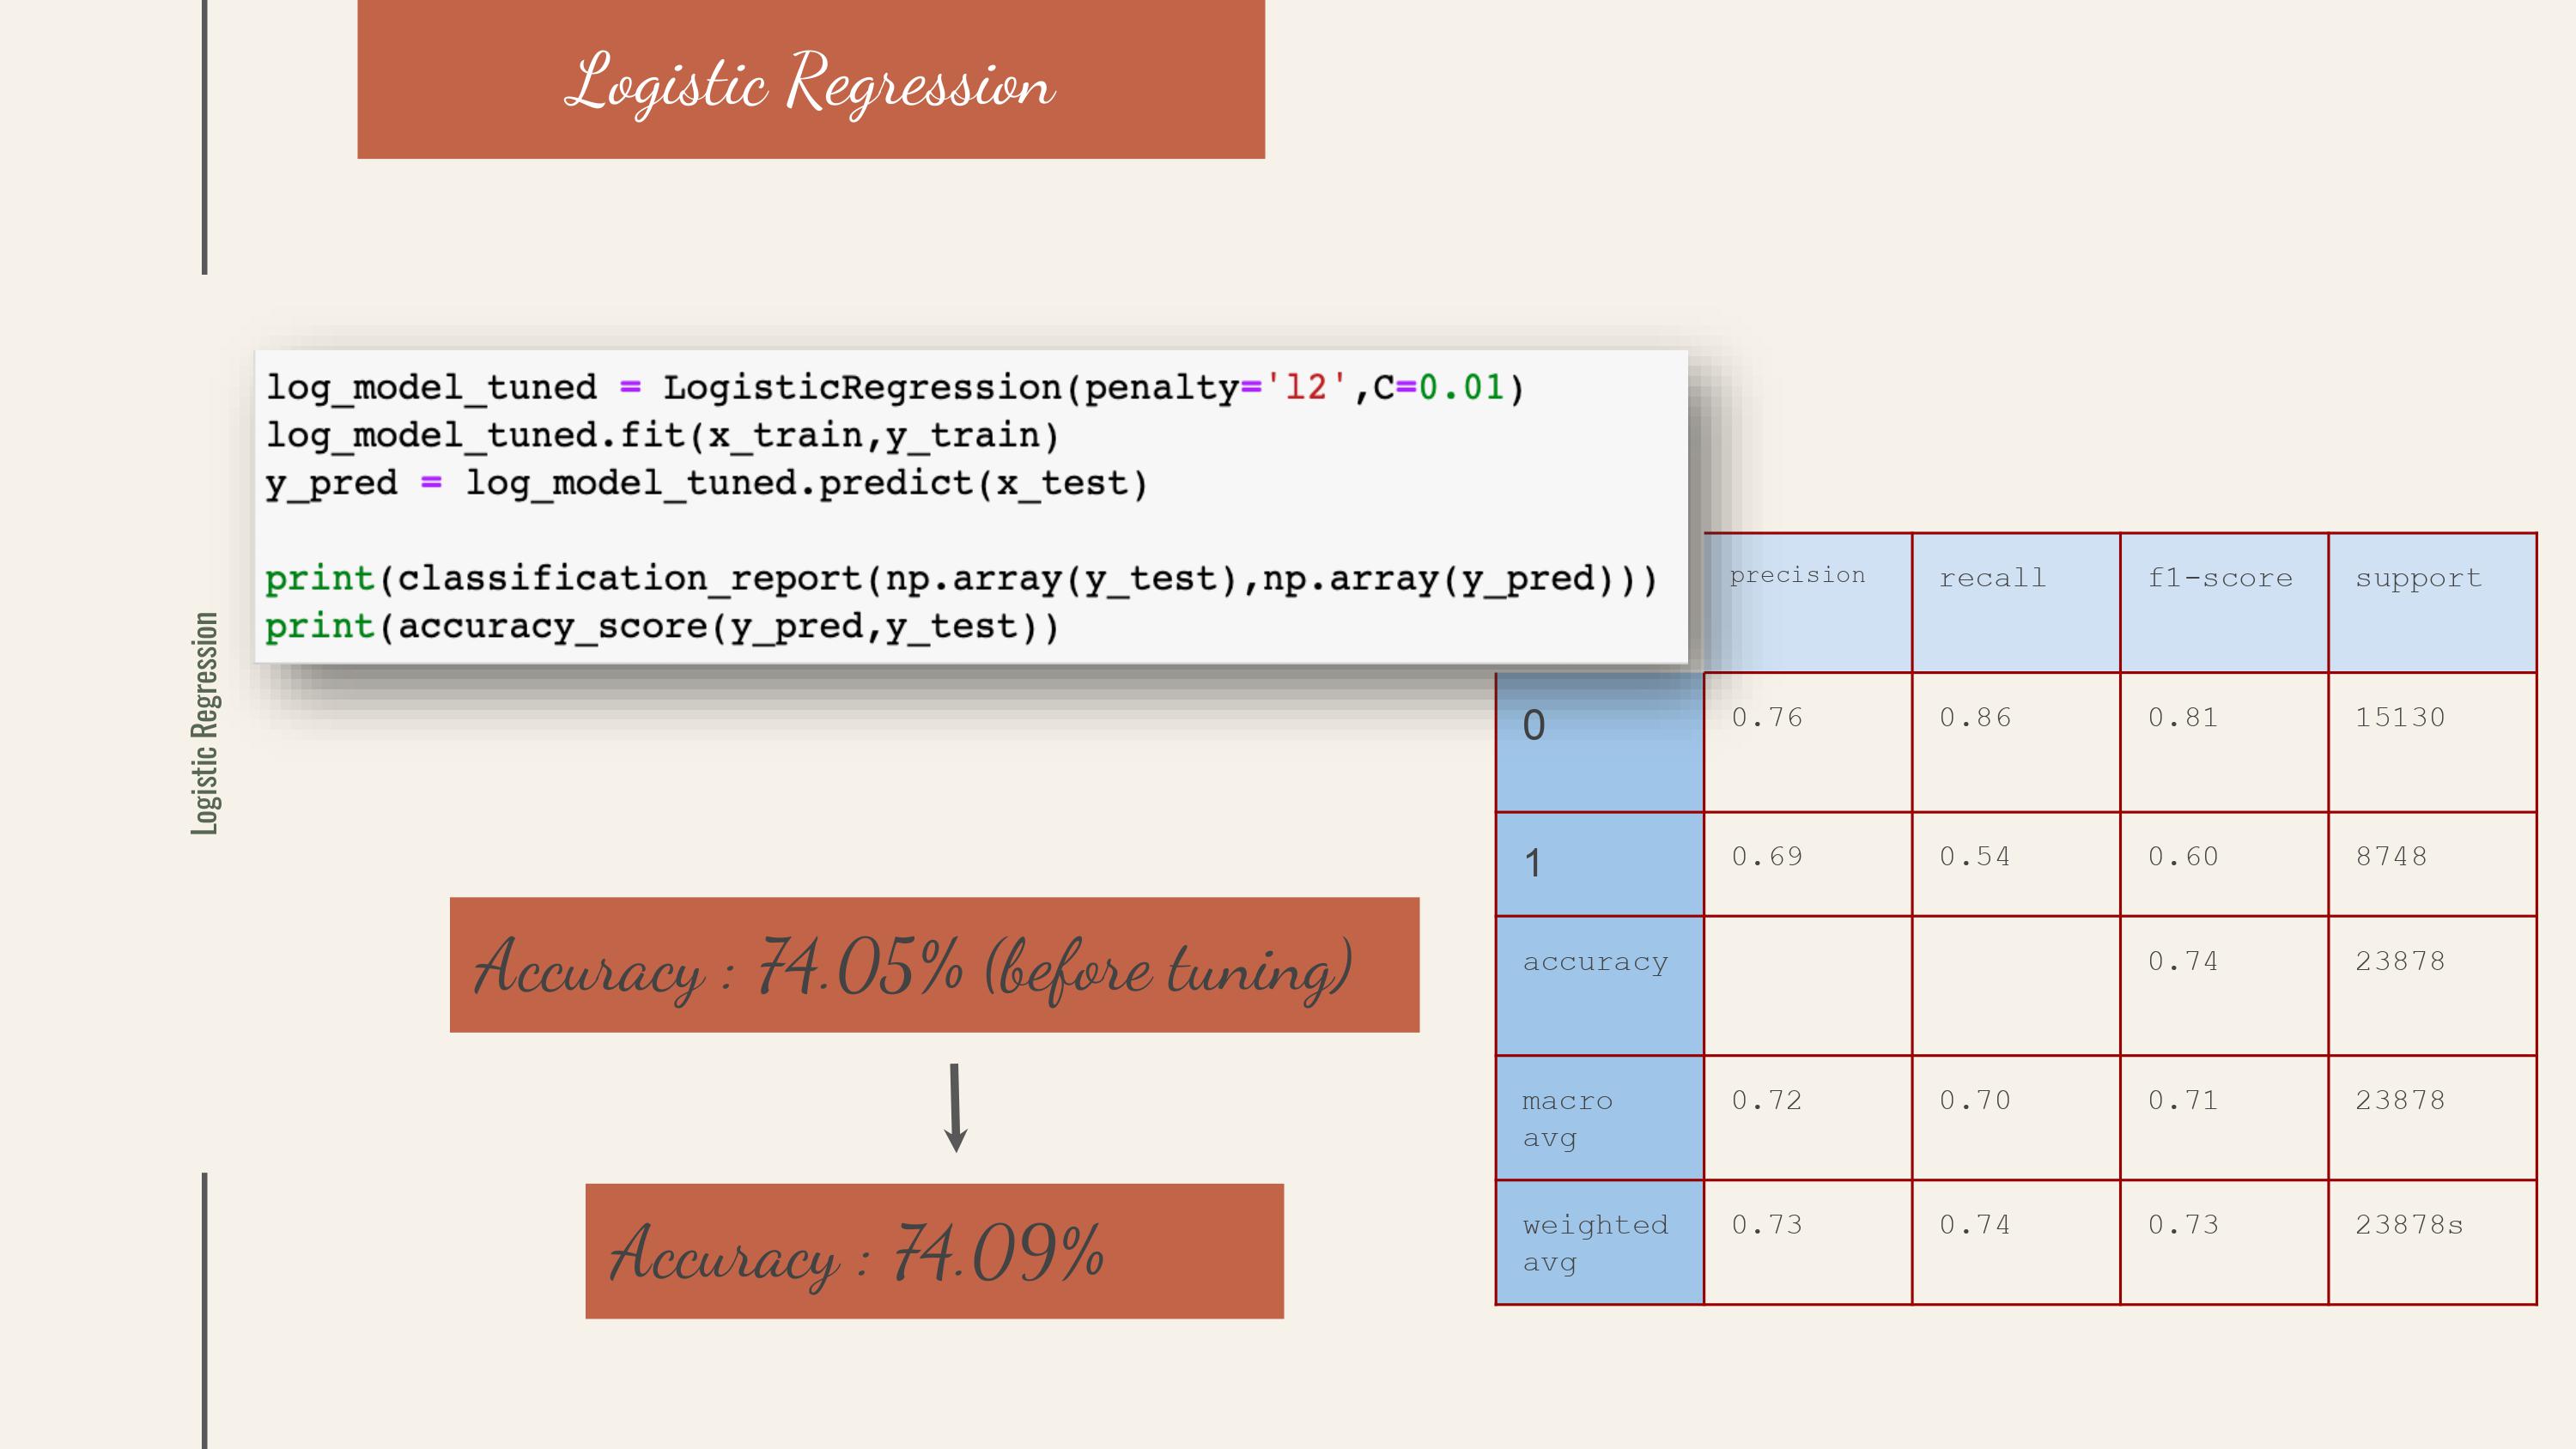 Logistic Regression
log_model_tuned = LogisticRegression(penalty='l2',C=0.01)
log_model_tuned.fit(x_train,y_train)
y_pred = log_model_tuned.predict(x_test)
print(classification_report(np.array(y_test),np.array(y_pred)))
print(accuracy_score(y_pred,y_test))
Logistic Regression
precision recall f1-score support
0 0.76 0.86 0.81 15130
1 0.69 0.54 0.60 8748
accuracy 0.74 23878
macro avg 0.72 0.70 0.71 23878
weighted avg 0.73 0.74 0.73 23878s
Accuracy : 74.05% (before tuning)
Accuracy : 74.09%